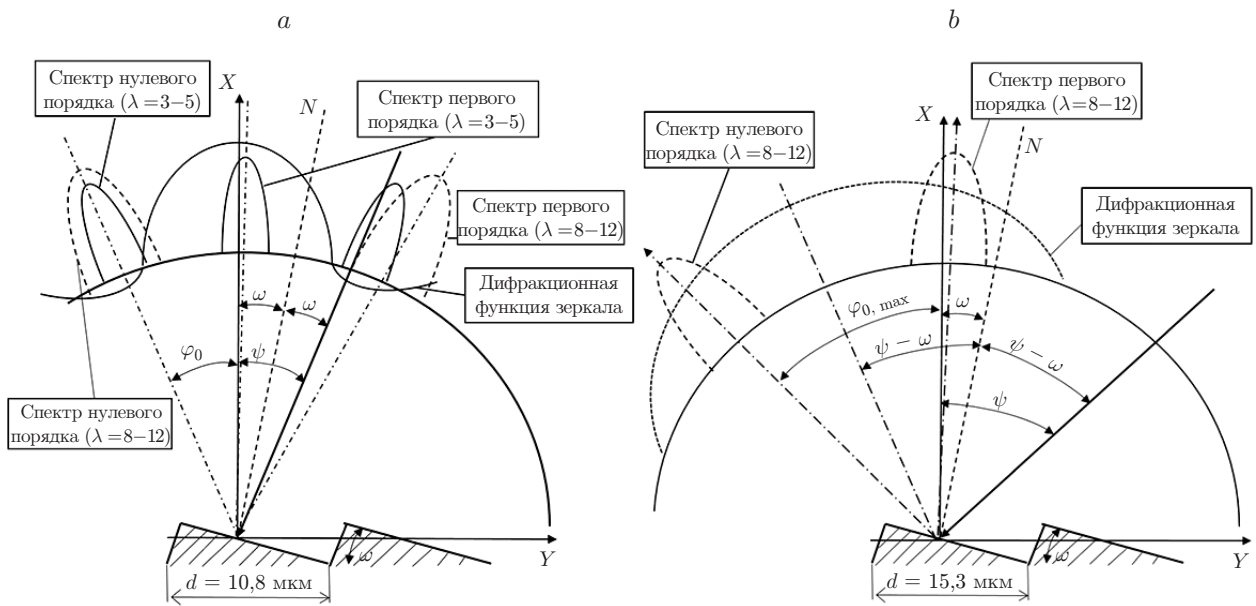 a
Спектр нулевого
порядка (λ = 3−5)
X
N
Спектр первого
порядка (λ = 3−5)
Спектр первого
порядка (λ = 8−12)
Дифракционная
функция зеркала
ω
ω
φ₀
ψ
Спектр нулевого
порядка (λ = 8−12)
Y
ω
d = 10,8 мкм
b
Спектр первого
порядка (λ = 8−12)
X
N
Спектр нулевого
порядка (λ = 8−12)
Дифракционная
функция зеркала
φ₀, max
ω
ψ − ω
ψ − ω
ψ
Y
ω
d = 15,3 мкм